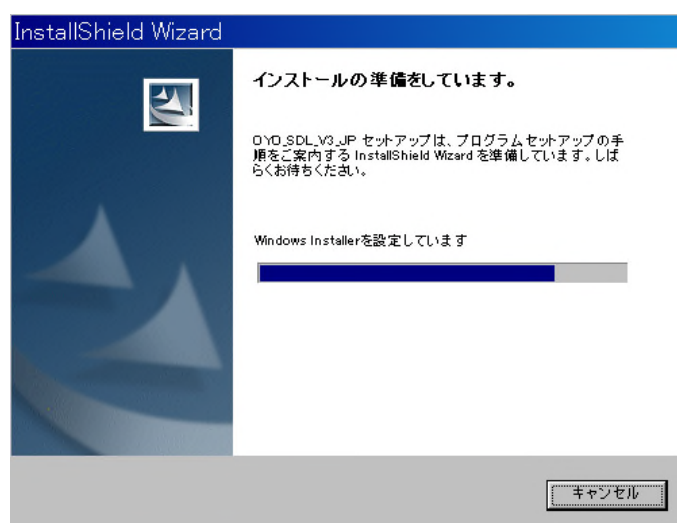 InstallShield Wizard
インストールの準備をしています。
OYO_SDL_V3_JP セットアップは、プログラムセットアップの手
順をご案内する InstallShield Wizard を準備しています。しば
らくお待ちください。
Windows Installerを設定しています
キャンセル